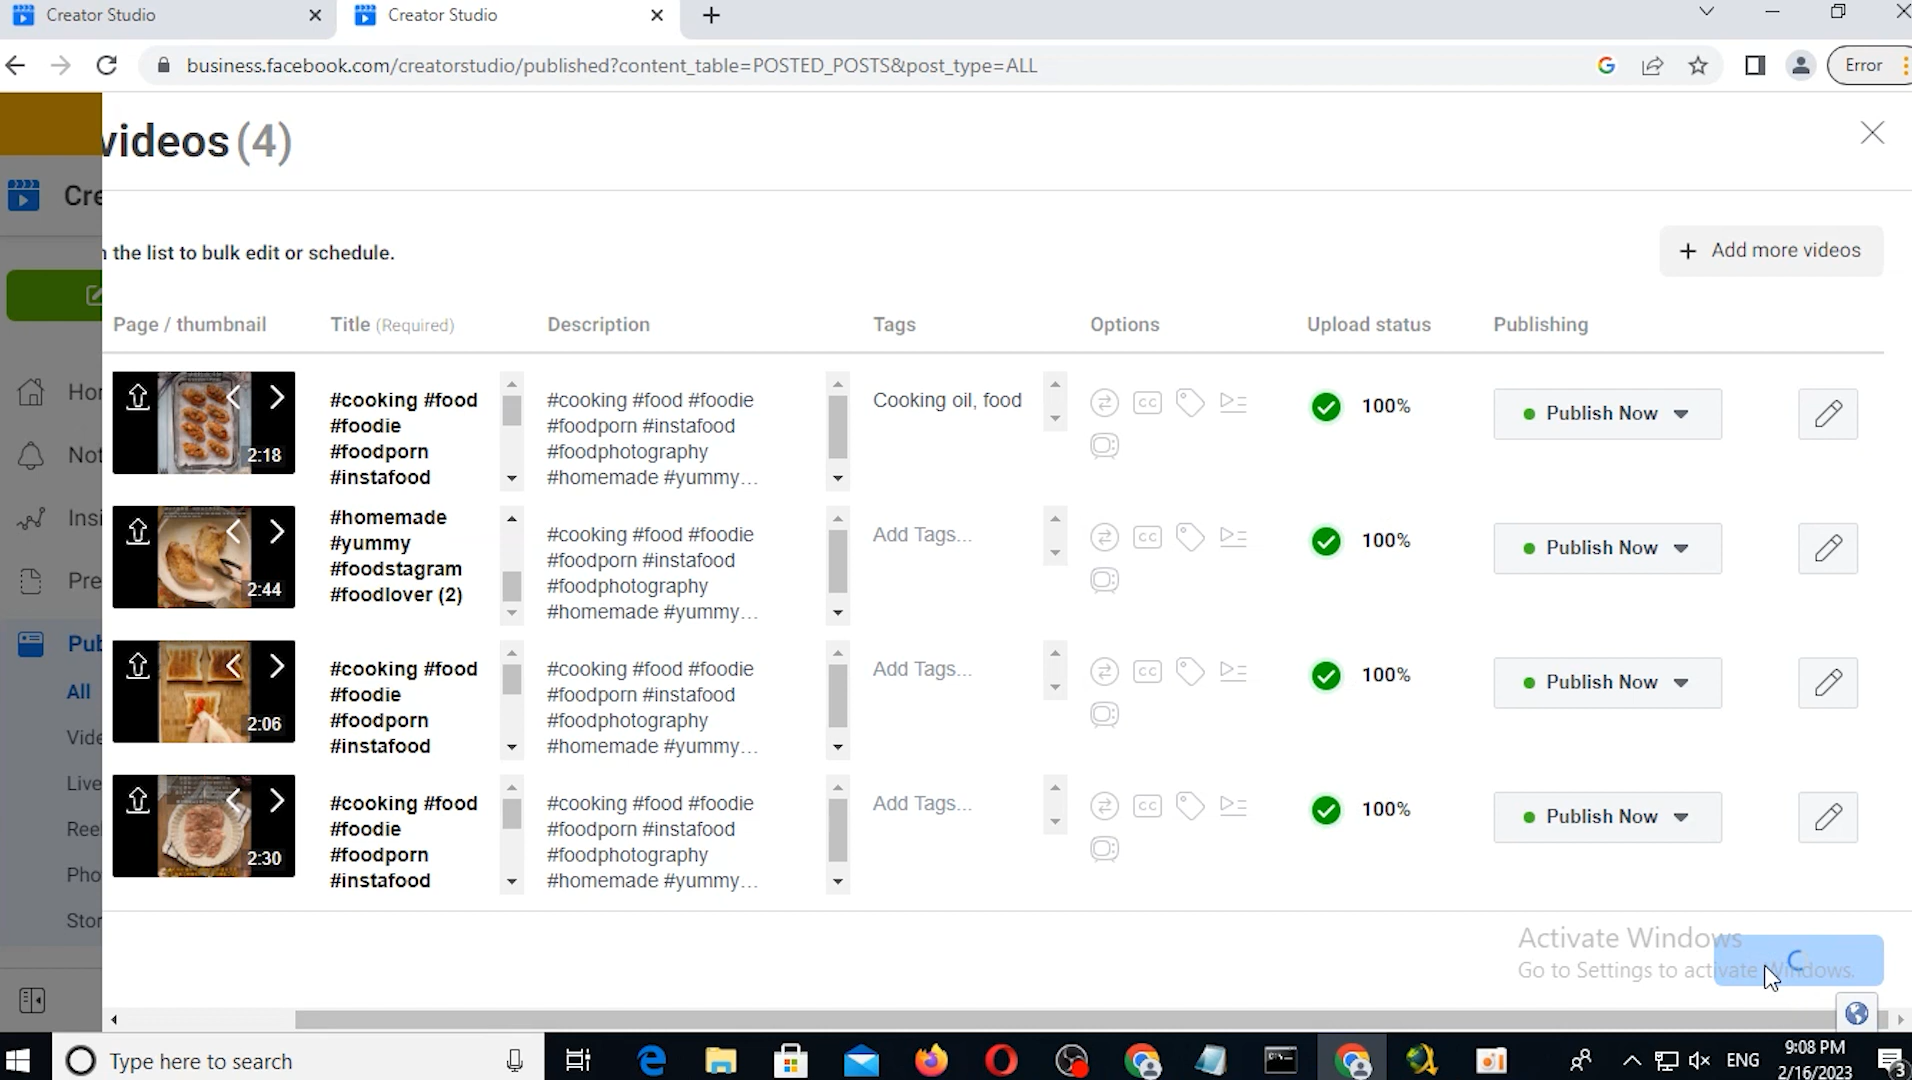 Creator Studio
Creator Studio
business.facebook.com/creatorstudio/published?content_table=POSTED_POSTS&post_type=ALL
Error
videos (4)
Cre
the list to bulk edit or schedule.
+ Add more videos
Page / thumbnail
Title (Required)
Description
Tags
Options
Upload status
Publishing
Hor
Not
Insi
Pre
Pub
All
Vide
Live
Ree
Pho
Stor
2:18
#cooking #food
#foodie
#foodporn
#instafood
#cooking #food #foodie
#foodporn #instafood
#foodphotography
#homemade #yummy...
Cooking oil, food
CC
100%
Publish Now
2:44
#homemade
#yummy
#foodstagram
#foodlover (2)
#cooking #food #foodie
#foodporn #instafood
#foodphotography
#homemade #yummy...
Add Tags...
CC
100%
Publish Now
2:06
#cooking #food
#foodie
#foodporn
#instafood
#cooking #food #foodie
#foodporn #instafood
#foodphotography
#homemade #yummy...
Add Tags...
CC
100%
Publish Now
2:30
#cooking #food
#foodie
#foodporn
#instafood
#cooking #food #foodie
#foodporn #instafood
#foodphotography
#homemade #yummy...
Add Tags...
CC
100%
Publish Now
Activate Windows
Go to Settings to activate Windows.
Type here to search
ENG
9:08 PM
2/16/2023
3